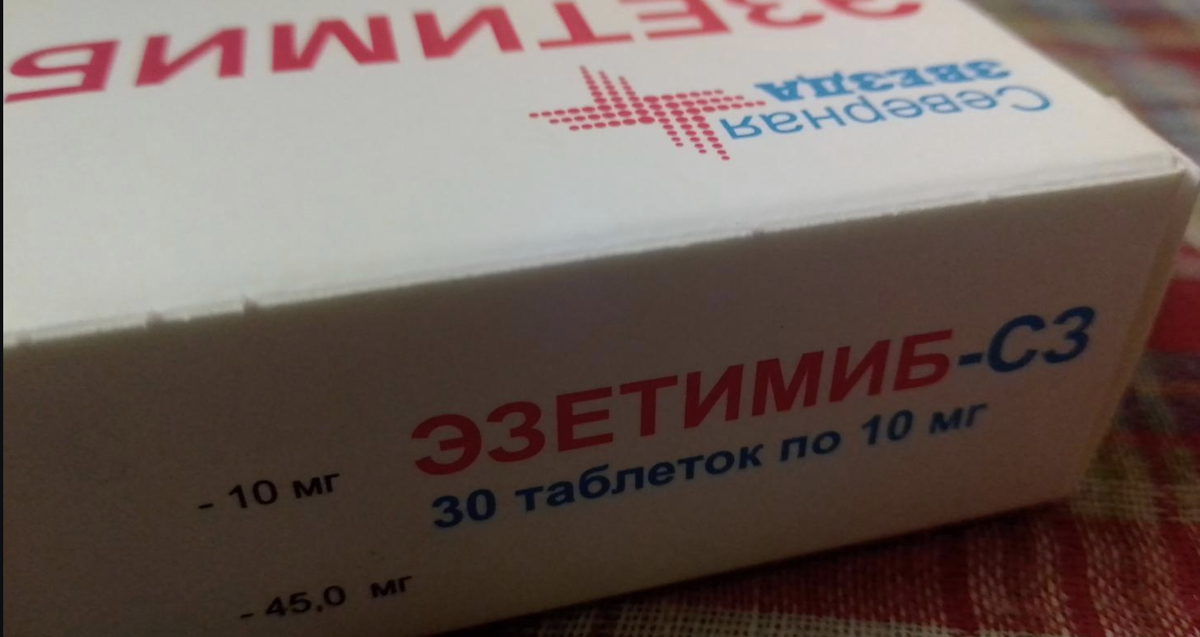 ЭЗЕТИМИБ
Северная
ЗВЕЗДА
ЭЗЕТИМИБ-СЗ
30 таблеток по 10 мг
- 10 мг
- 45,0 мг